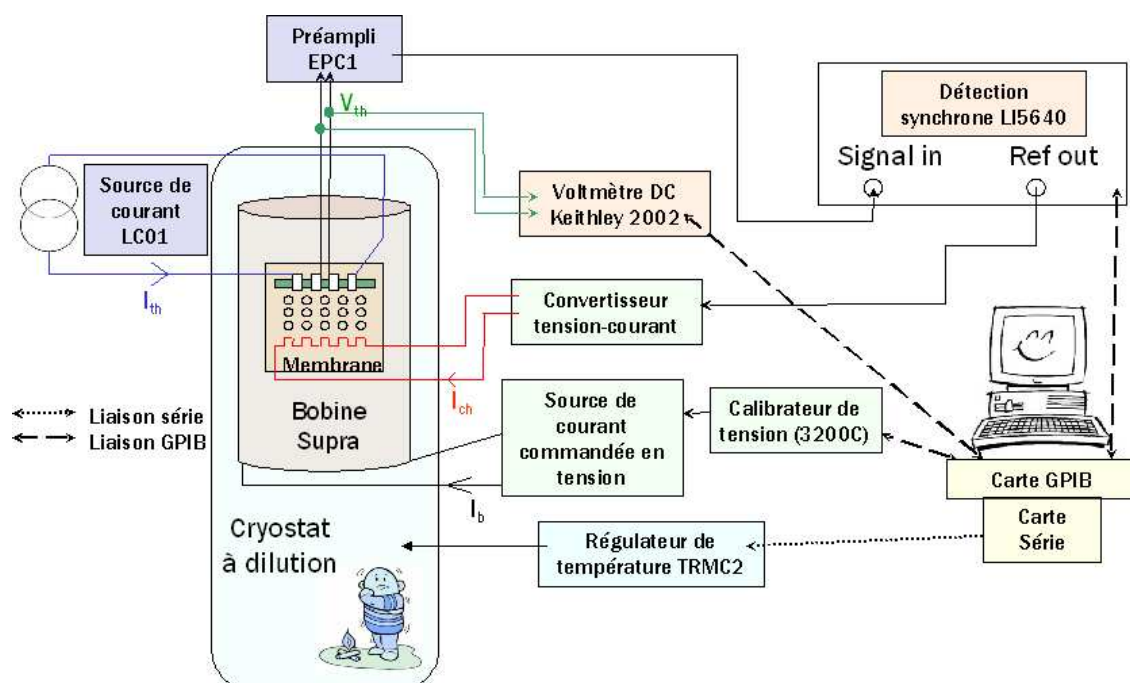 Préampli
EPC1
Détection
synchrone LI5640
Signal in
Ref out
Vth
Source de
courant
LC01
Voltmètre DC
Keithley 2002
Ith
Convertisseur
tension-courant
Membrane
Ich
Bobine
Supra
Source de
courant
commandée en
tension
Calibrateur de
tension (3200C)
Liaison série
Liaison GPIB
Carte GPIB
Ib
Carte
Série
Cryostat
à dilution
Régulateur de
température TRMC2